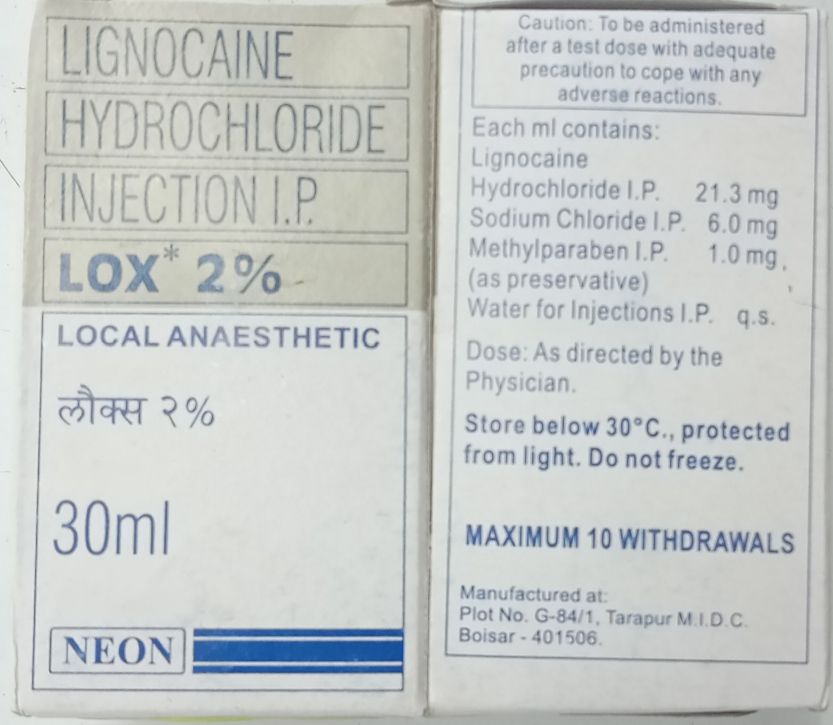 LIGNOCAINE
HYDROCHLORIDE
INJECTION I.P.
LOX* 2%
LOCAL ANAESTHETIC
लौक्स २%
30ml
NEON
Caution: To be administered
after a test dose with adequate
precaution to cope with any
adverse reactions.
Each ml contains:
Lignocaine
Hydrochloride I.P. 21.3 mg
Sodium Chloride I.P. 6.0 mg
Methylparaben I.P. 1.0 mg
(as preservative)
Water for Injections I.P. q.s.
Dose: As directed by the
Physician.
Store below 30°C., protected
from light. Do not freeze.
MAXIMUM 10 WITHDRAWALS
Manufactured at:
Plot No. G-84/1, Tarapur M.I.D.C.
Boisar - 401506.